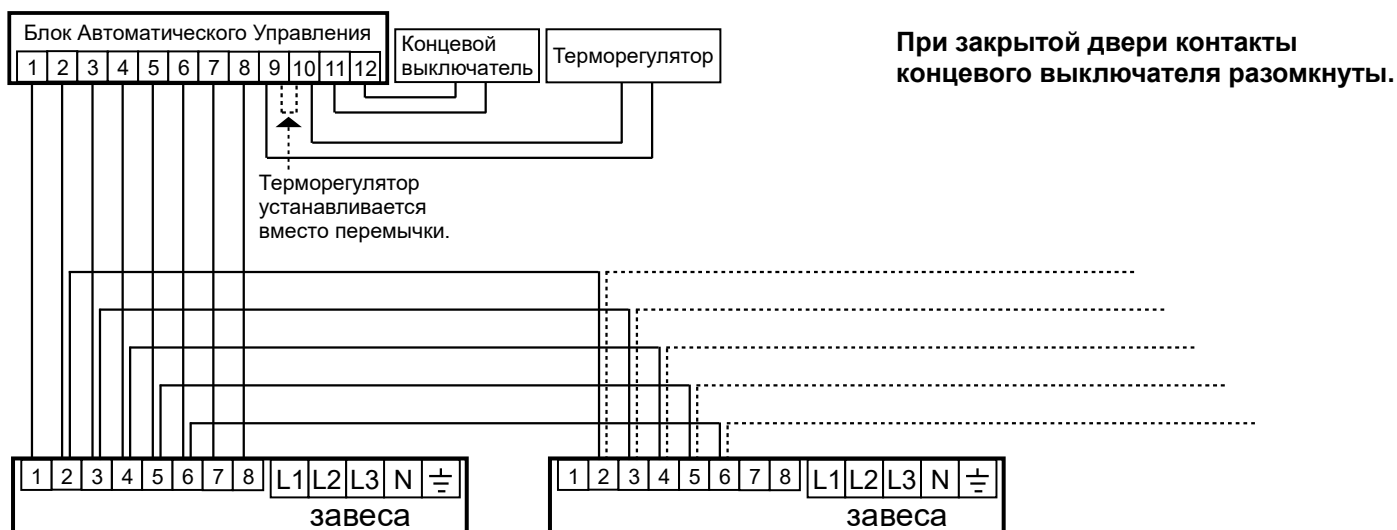 Блок Автоматического Управления
1 2 3 4 5 6 7 8 9 10 11 12
Концевой
выключатель
Терморегулятор
При закрытой двери контакты
концевого выключателя разомкнуты.
Терморегулятор
устанавливается
вместо перемычки.
1 2 3 4 5 6 7 8 L1 L2 L3 N
завеса
1 2 3 4 5 6 7 8 L1 L2 L3 N
завеса